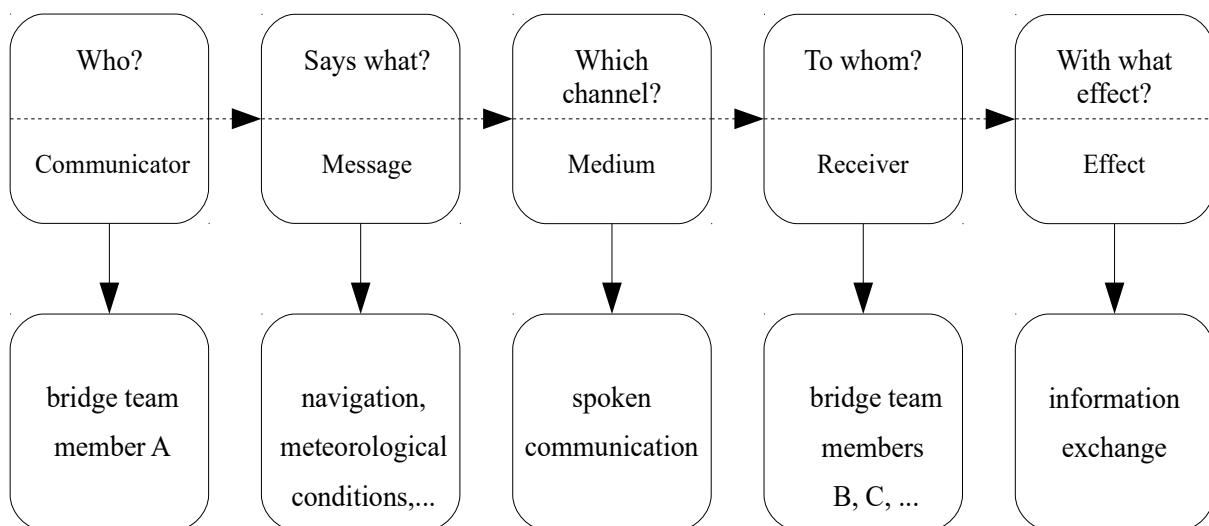 Who?
Communicator
Says what?
Message
Which
channel?
Medium
To whom?
Receiver
With what
effect?
Effect
bridge team
member A
navigation,
meteorological
conditions,...
spoken
communication
bridge team
members
B, C, ...
information
exchange